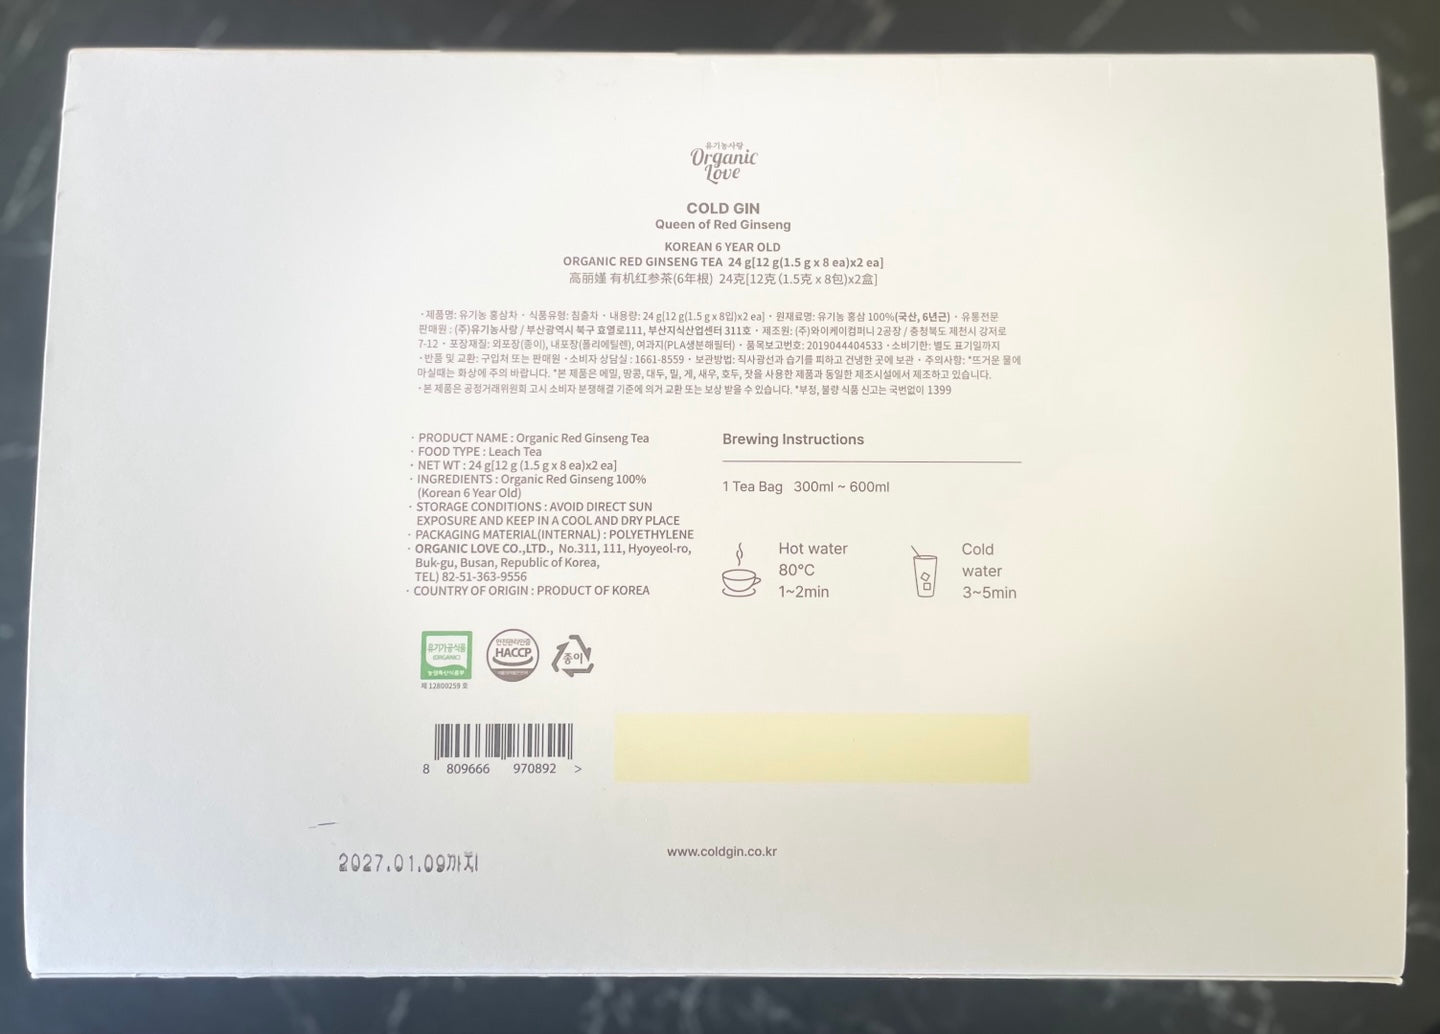 유기농사랑
Organic
Love
COLD GIN
Queen of Red Ginseng
KOREAN 6 YEAR OLD
ORGANIC RED GINSENG TEA 24 g[12 g(1.5 g x 8 ea)x2 ea]
高丽嫤 有机红参茶(6年根) 24克[12克(1.5克 x 8包)x2盒]
· 제품명: 유기농 홍삼차 · 식품유형: 침출차 · 내용량: 24 g[12 g(1.5 g x 8입)x2 ea] · 원재료명: 유기농 홍삼 100%(국산, 6년근) · 유통전문
판매원 : (주)유기농사랑 / 부산광역시 북구 효열로111, 부산지식산업센터 311호 · 제조원: (주)와이케이컴퍼니 2공장 / 충청북도 제천시 강저로
7-12 · 포장재질: 외포장(종이), 내포장(폴리에틸렌), 여과지(PLA생분해필터) · 품목보고번호: 2019044404533 · 소비기한: 별도 표기일까지
· 반품 및 교환: 구입처 또는 판매원 · 소비자 상담실 : 1661-8559 · 보관방법: 직사광선과 습기를 피하고 건냉한 곳에 보관 · 주의사항: *뜨거운 물에
마실때는 화상에 주의 바랍니다. *본 제품은 메밀, 땅콩, 대두, 밀, 게, 새우, 호두, 잣을 사용한 제품과 동일한 제조시설에서 제조하고 있습니다.
· 본 제품은 공정거래위원회 고시 소비자 분쟁해결 기준에 의거 교환 또는 보상 받을 수 있습니다. *부정, 불량 식품 신고는 국번없이 1399
· PRODUCT NAME : Organic Red Ginseng Tea
· FOOD TYPE : Leach Tea
· NET WT : 24 g[12 g (1.5 g x 8 ea)x2 ea]
· INGREDIENTS : Organic Red Ginseng 100%
(Korean 6 Year Old)
· STORAGE CONDITIONS : AVOID DIRECT SUN
EXPOSURE AND KEEP IN A COOL AND DRY PLACE
· PACKAGING MATERIAL(INTERNAL) : POLYETHYLENE
· ORGANIC LOVE CO.,LTD., No.311, 111, Hyoyeol-ro,
Buk-gu, Busan, Republic of Korea,
TEL) 82-51-363-9556
· COUNTRY OF ORIGIN : PRODUCT OF KOREA
Brewing Instructions
1 Tea Bag 300ml ~ 600ml
Hot water
80°C
1~2min
Cold
water
3~5min
유기가공식품
(ORGANIC)
농림축산식품부
제 12800259 호
안전관리인증
HACCP
종이
8 809666 970892 >
www.coldgin.co.kr
2027.01.09까지